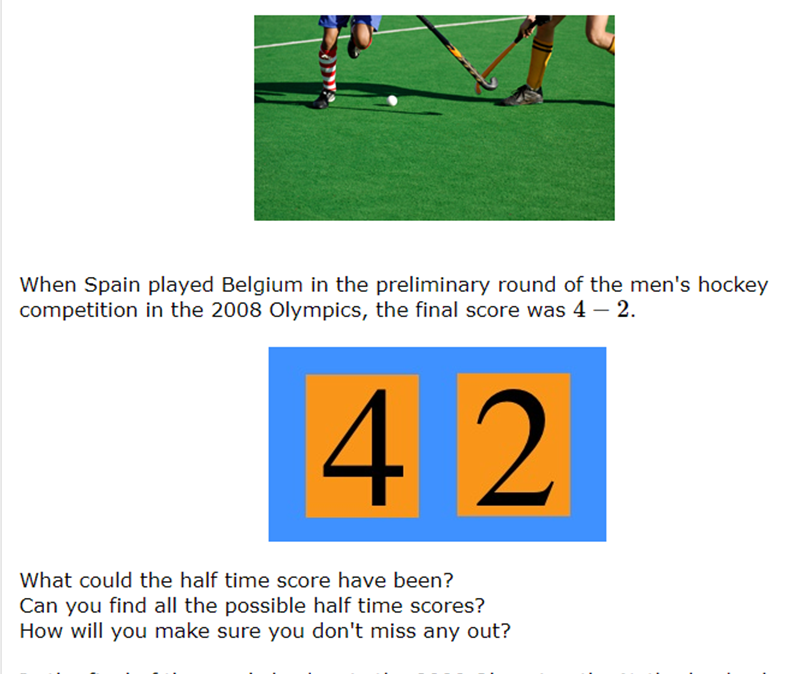 When Spain played Belgium in the preliminary round of the men's hockey
competition in the 2008 Olympics, the final score was 4 – 2.
4 2
What could the half time score have been?
Can you find all the possible half time scores?
How will you make sure you don't miss any out?